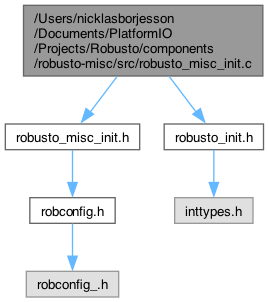 /Users/nicklasborjesson
/Documents/PlatformIO
/Projects/Robusto/components
/robusto-misc/src/robusto_misc_init.c
robusto_misc_init.h
robusto_init.h
robconfig.h
inttypes.h
robconfig_.h